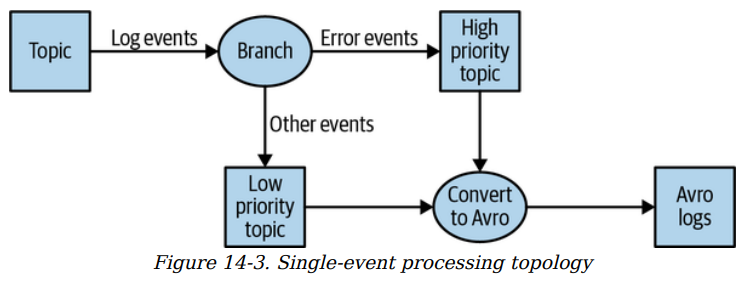 Topic
Log events
Branch
Error events
High
priority
topic
Other events
Low
priority
topic
Convert
to Avro
Avro
logs
Figure 14-3. Single-event processing topology